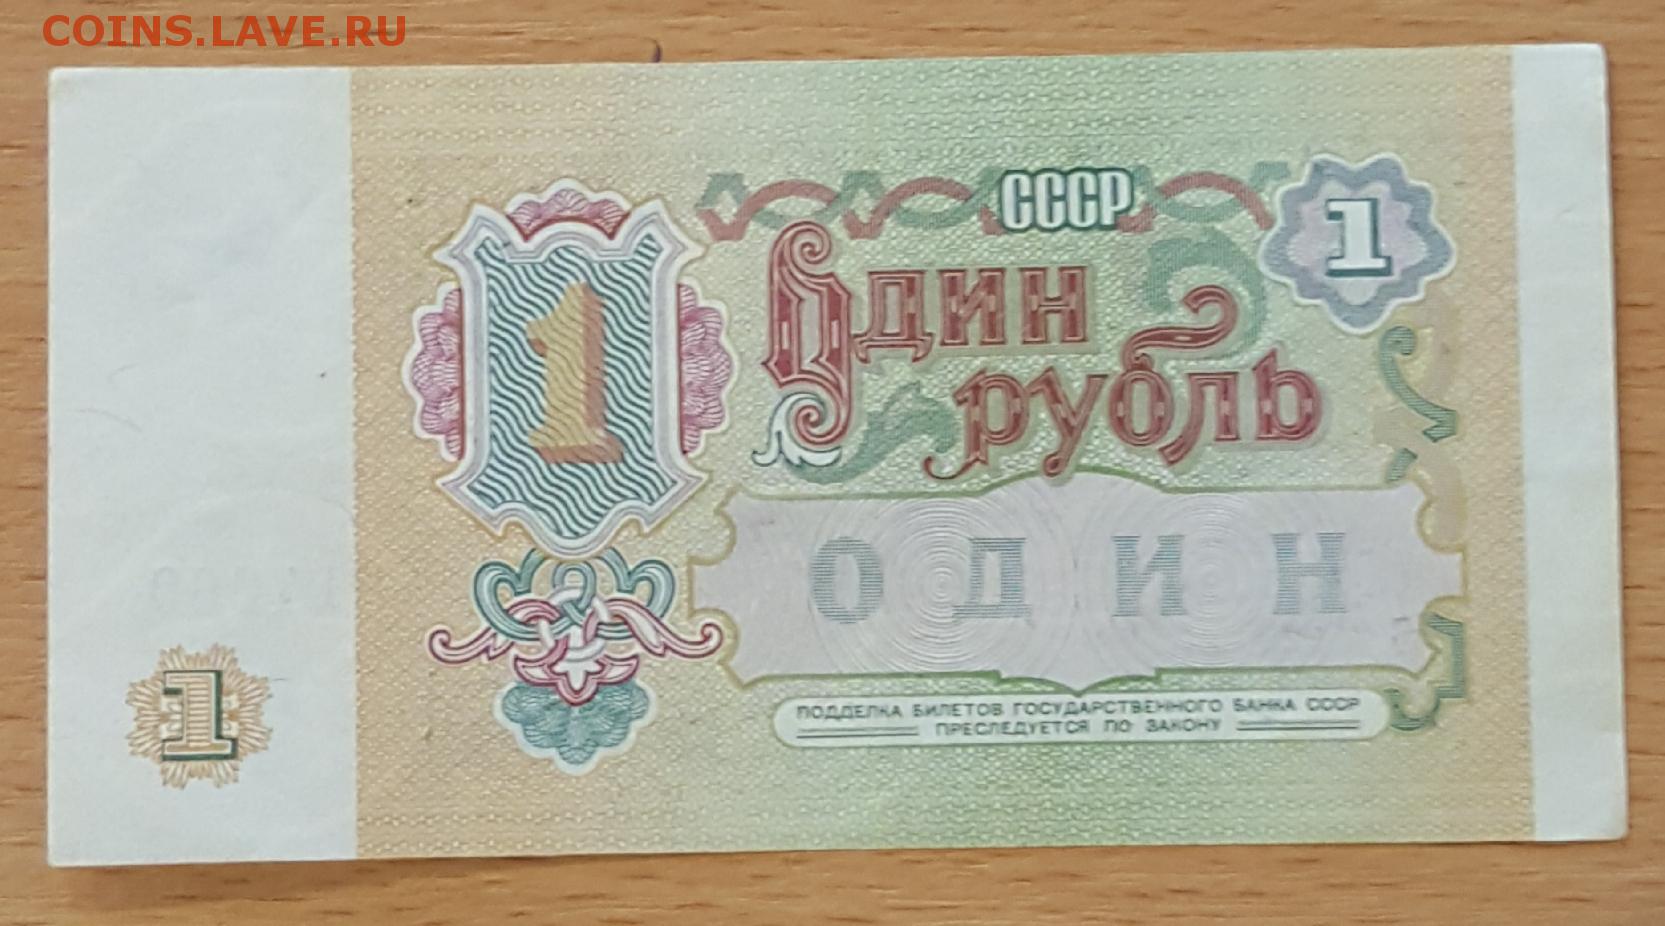 COINS.LAVE.RU
СССР
1
Один
рубль
1
ОДИН
ПОДДЕЛКА БИЛЕТОВ ГОСУДАРСТВЕННОГО БАНКА СССР
ПРЕСЛЕДУЕТСЯ ПО ЗАКОНУ
1